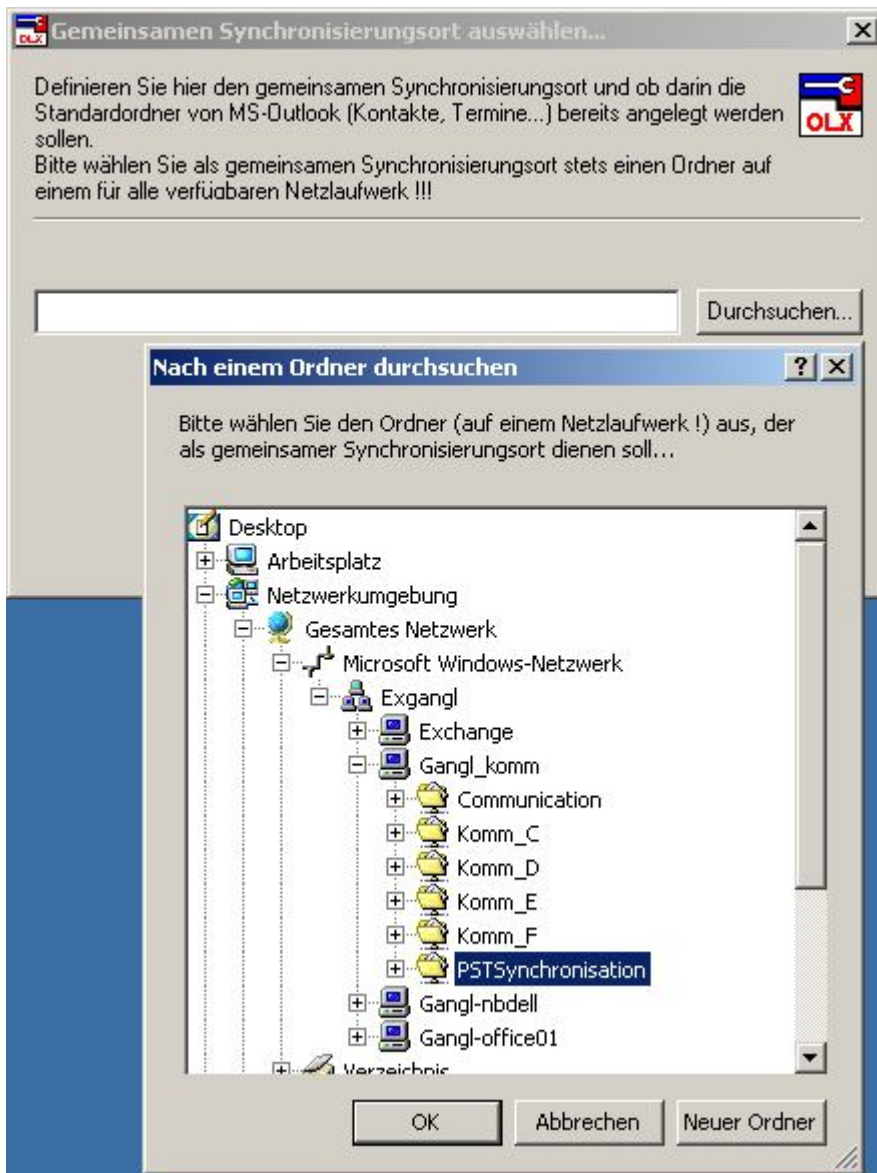 OLX
Gemeinsamen Synchronisierungsort auswählen...
Definieren Sie hier den gemeinsamen Synchronisierungsort und ob darin die
Standardordner von MS-Outlook (Kontakte, Termine...) bereits angelegt werden
sollen.
Bitte wählen Sie als gemeinsamen Synchronisierungsort stets einen Ordner auf
einem für alle verfügbaren Netzlaufwerk !!!
OLX
Durchsuchen...
Nach einem Ordner durchsuchen
Bitte wählen Sie den Ordner (auf einem Netzlaufwerk !) aus, der
als gemeinsamer Synchronisierungsort dienen soll...
Desktop
Arbeitsplatz
Netzwerkumgebung
Gesamtes Netzwerk
Microsoft Windows-Netzwerk
Exgangl
Exchange
Gangl_komm
Communication
Komm_C
Komm_D
Komm_E
Komm_F
PSTSynchronisation
Gangl-nbdell
Gangl-office01
Verzeichnis
OK
Abbrechen
Neuer Ordner